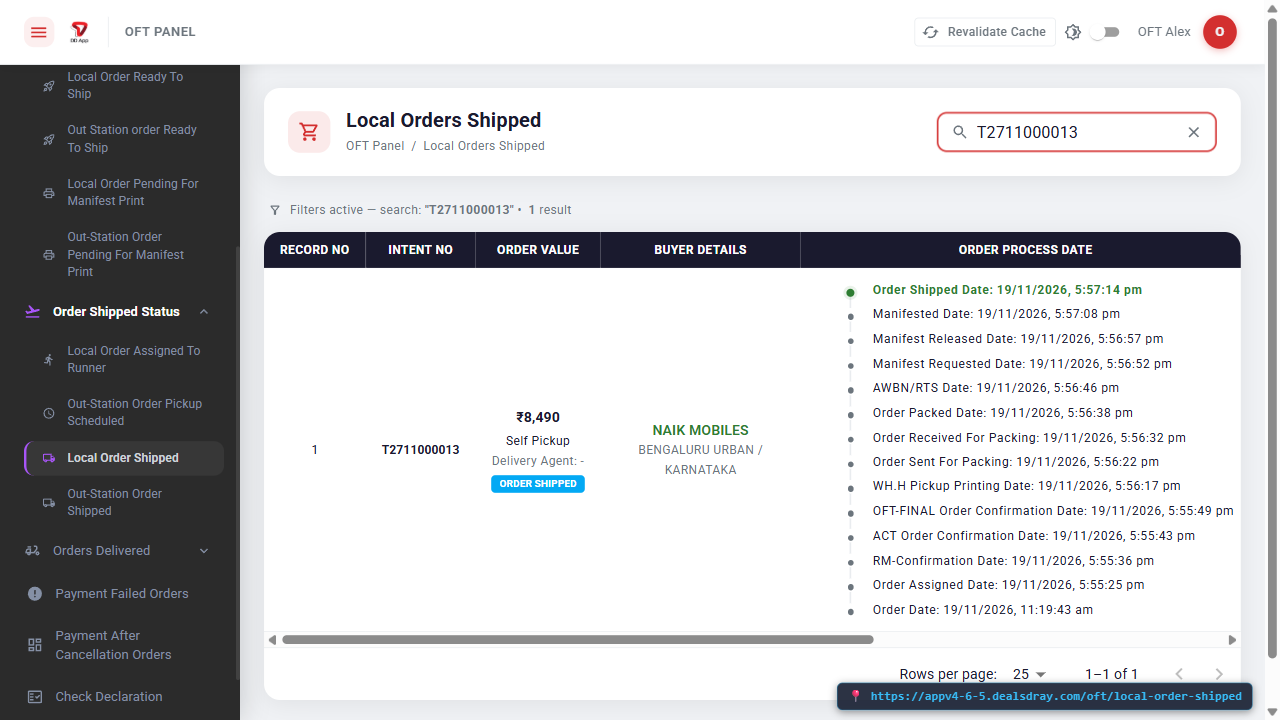 DD App
OFT PANEL
Revalidate Cache
OFT Alex
O
Local Order Ready To
Ship
Out Station order Ready
To Ship
Local Order Pending For
Manifest Print
Out-Station Order
Pending For Manifest
Print
Order Shipped Status
Local Order Assigned To
Runner
Out-Station Order Pickup
Scheduled
Local Order Shipped
Out-Station Order
Shipped
Orders Delivered
Payment Failed Orders
Payment After
Cancellation Orders
Check Declaration
Local Orders Shipped
OFT Panel / Local Orders Shipped
T2711000013
Filters active — search: "T2711000013" • 1 result
RECORD NO INTENT NO ORDER VALUE BUYER DETAILS ORDER PROCESS DATE
1
T2711000013
₹8,490
Self Pickup
Delivery Agent: -
ORDER SHIPPED
NAIK MOBILES
BENGALURU URBAN /
KARNATAKA
Order Shipped Date: 19/11/2026, 5:57:14 pm
Manifested Date: 19/11/2026, 5:57:08 pm
Manifest Released Date: 19/11/2026, 5:56:57 pm
Manifest Requested Date: 19/11/2026, 5:56:52 pm
AWBN/RTS Date: 19/11/2026, 5:56:46 pm
Order Packed Date: 19/11/2026, 5:56:38 pm
Order Received For Packing: 19/11/2026, 5:56:32 pm
Order Sent For Packing: 19/11/2026, 5:56:22 pm
WH.H Pickup Printing Date: 19/11/2026, 5:56:17 pm
OFT-FINAL Order Confirmation Date: 19/11/2026, 5:55:49 pm
ACT Order Confirmation Date: 19/11/2026, 5:55:43 pm
RM-Confirmation Date: 19/11/2026, 5:55:36 pm
Order Assigned Date: 19/11/2026, 5:55:25 pm
Order Date: 19/11/2026, 11:19:43 am
Rows per page: 25 1–1 of 1
https://appv4-6-5.dealsdray.com/oft/local-order-shipped